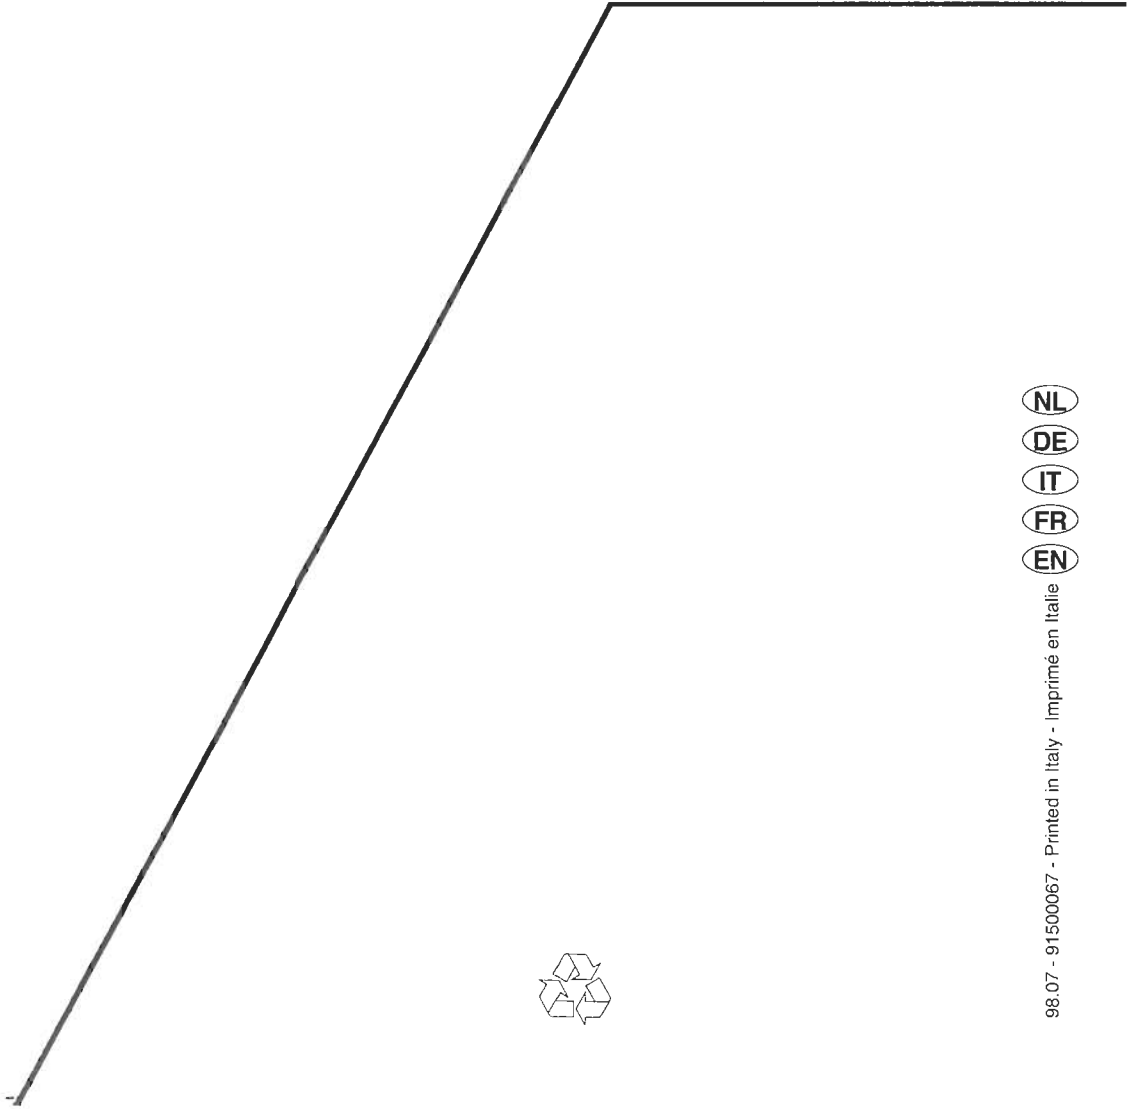 NL
DE
IT
FR
EN
98.07 - 91500067 - Printed in Italy - Imprimé en Italie